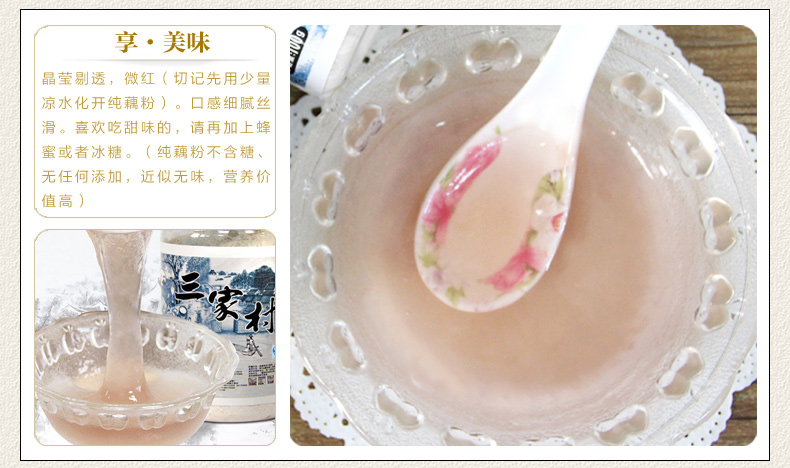 享·美味
晶莹剔透，微红（切记先用少量
凉水化开纯藕粉）。口感细腻丝
滑。喜欢吃甜味的，请再加上蜂
蜜或者冰糖。（纯藕粉不含糖、
无任何添加，近似无味，营养价
值高）
三家村